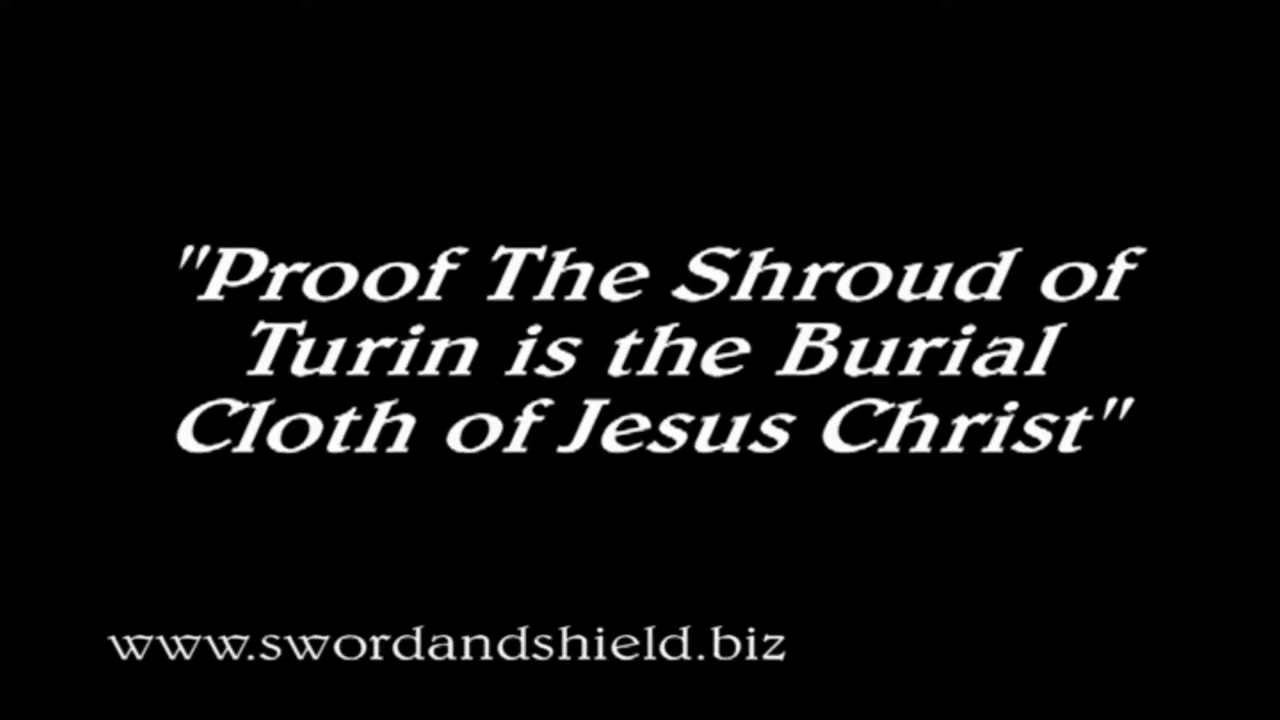 "Proof The Shroud of
Turin is the Burial
Cloth of Jesus Christ"
www.swordandshield.biz